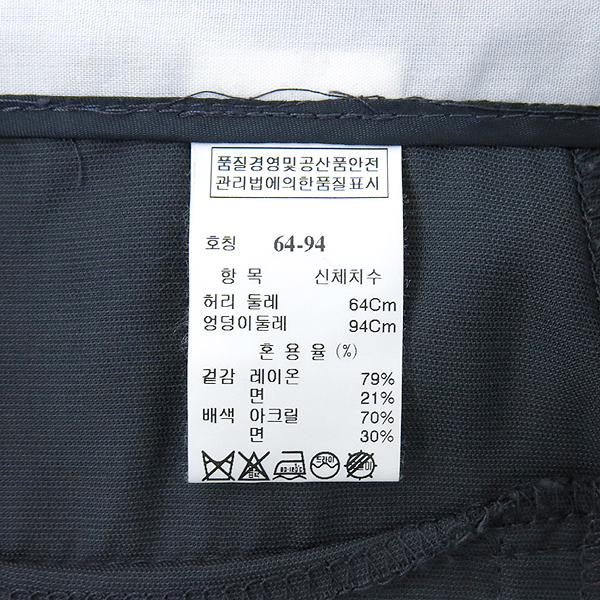 품질경영및공산품안전
관리법에의한품질표시
호칭 64-94
항 목 신체치수
허리 둘레 64Cm
엉덩이둘레 94Cm
혼 용 율 (%)
겉감 레이온 79%
면 21%
배색 아크릴 70%
면 30%
드라이